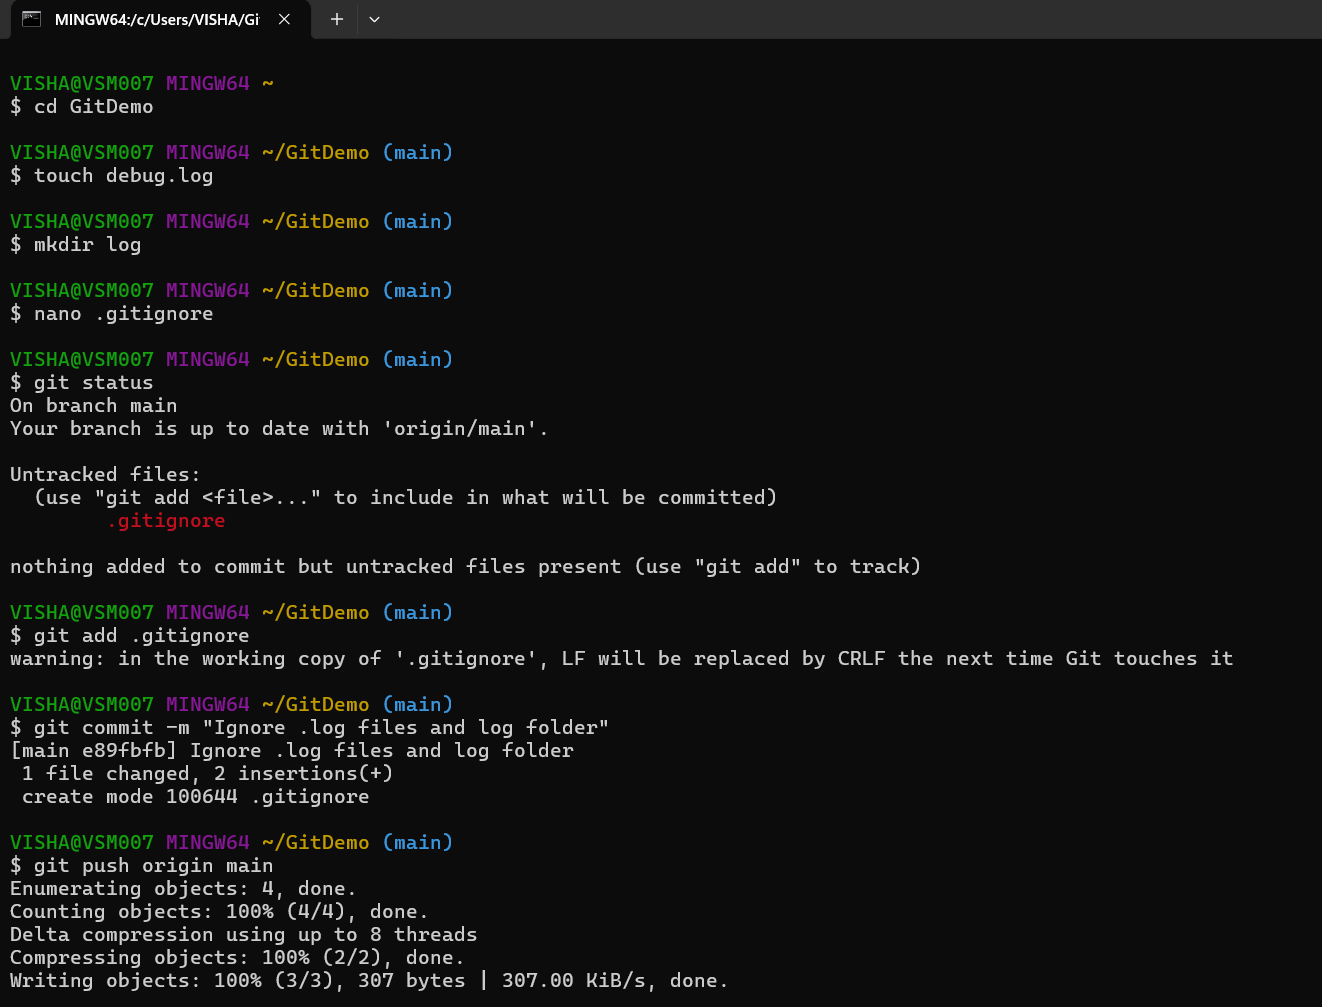 MINGW64:/c/Users/VISHA/Gi
VISHA@VSM007 MINGW64 ~
$ cd GitDemo
VISHA@VSM007 MINGW64 ~/GitDemo (main)
$ touch debug.log
VISHA@VSM007 MINGW64 ~/GitDemo (main)
$ mkdir log
VISHA@VSM007 MINGW64 ~/GitDemo (main)
$ nano .gitignore
VISHA@VSM007 MINGW64 ~/GitDemo (main)
$ git status
On branch main
Your branch is up to date with 'origin/main'.
Untracked files:
  (use "git add <file>..." to include in what will be committed)
        .gitignore
nothing added to commit but untracked files present (use "git add" to track)
VISHA@VSM007 MINGW64 ~/GitDemo (main)
$ git add .gitignore
warning: in the working copy of '.gitignore', LF will be replaced by CRLF the next time Git touches it
VISHA@VSM007 MINGW64 ~/GitDemo (main)
$ git commit -m "Ignore .log files and log folder"
[main e89fbfb] Ignore .log files and log folder
 1 file changed, 2 insertions(+)
 create mode 100644 .gitignore
VISHA@VSM007 MINGW64 ~/GitDemo (main)
$ git push origin main
Enumerating objects: 4, done.
Counting objects: 100% (4/4), done.
Delta compression using up to 8 threads
Compressing objects: 100% (2/2), done.
Writing objects: 100% (3/3), 307 bytes | 307.00 KiB/s, done.